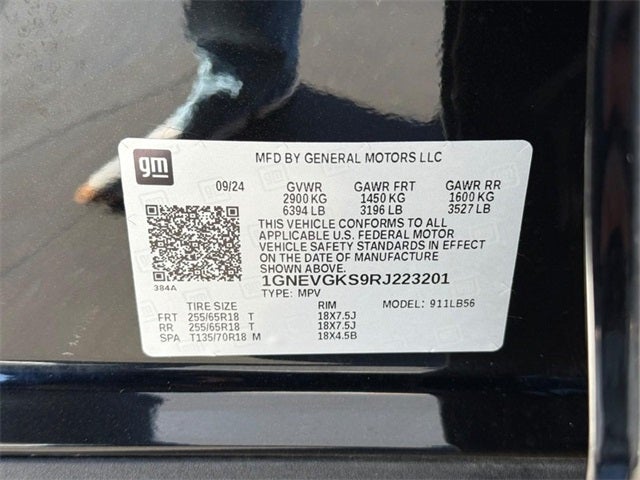 gm
MFD BY GENERAL MOTORS LLC
09/24 GVWR GAWR FRT GAWR RR
2900 KG 1450 KG 1600 KG
6394 LB 3196 LB 3527 LB
THIS VEHICLE CONFORMS TO ALL
APPLICABLE U.S. FEDERAL MOTOR
VEHICLE SAFETY STANDARDS IN EFFECT
ON THE DATE OF MANUFACTURE
SHOWN ABOVE.
384A
1GNEVGKS9RJ223201
TYPE: MPV
TIRE SIZE RIM MODEL: 911LB56
FRT 255/65R18 T 18X7.5J
RR 255/65R18 T 18X7.5J
SPA T135/70R18 M 18X4.5B